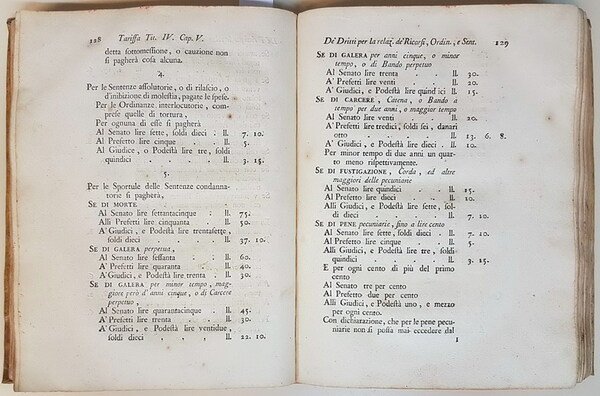 128 Tariffa Tit. IV. Cap. V.
detta sottomessione, o cauzione non
si pagherà cosa alcuna.
4.
Per le Sentenze assolutorie, o di rilascio, o
d'inibizione di molestia, pagate le spese.
Per le Ordinanze interlocutorie, com-
prese quelle di tortura,
Per ognuna di esse si pagherà
Al Senato lire sette, soldi dieci . ll. 7. 10.
Al Prefetto lire cinque . ll. 5.
Al Giudice, o Podestà lire tre, soldi
quindici . . . ll. 3. 15.
5.
Per le Sportule delle Sentenze condanna-
torie si pagherà,
SE DI MORTE
Al Senato lire settantacinque . ll. 75.
Alli Prefetti lire cinquanta . ll. 50.
A' Giudici, e Podestà lire trentasette,
soldi dieci . . . ll. 37. 10.
SE DI GALERA perpetua,
Al Senato lire sessanta . ll. 60.
A' Prefetti lire quaranta . ll. 40.
A' Giudici, e Podestà lire trenta . ll. 30.
SE DI GALERA per minor tempo, mag-
giore però d'anni cinque, o di Carcere
perpetuo,
Al Senato lire quarantacinque . ll. 45.
A' Prefetti lire trenta . ll. 30.
A' Giudici, e Podestà lire ventidue,
soldi dieci , , , ll. 22. 10.
De' Dritti per la relaz. de' Ricorsi, Ordin., e Sent. 129
SE DI GALERA per anni cinque, o minor
tempo, o di Bando perpetuo
Al Senato lire trenta . . ll. 30.
A' Prefetti lire venti . . ll. 20.
A' Giudici, e Podestà lire quindici ll. 15.
SE DI CARCERE, Catena, o Bando a
tempo per due anni, o maggior tempo
Al Senato lire venti . . ll. 20.
A' Prefetti lire tredici, soldi sei, danari
otto . . . . ll. 13. 6. 8.
A' Giudici, e Podestà lire dieci . ll. 10.
Per minor tempo di due anni un quar-
to meno rispettivamente.
SE DI FUSTIGAZIONE, Corda, ed altre
maggiori delle pecuniarie
Al Senato lire quindici . ll. 15.
Al Prefetto lire dieci . . ll. 10.
Alli Giudici, e Podestà lire sette, sol-
di dieci . . . ll. 7. 10.
SE DI PENE pecuniarie, sino a lire cento
Al Senato lire sette, soldi dieci . ll. 7. 10.
Al Prefetto lire cinque . ll. 5.
Alli Giudici, e Podestà lire tre, soldi
quindici . . . ll. 3. 15.
E per ogni cento di più del primo
cento
Al Senato tre per cento
Al Prefetto due per cento
Alli Giudici, e Podestà uno, e mezzo
per ogni cento.
Con dichiarazione, che per le pene pecu-
niarie non si possa mai eccedere dal
I